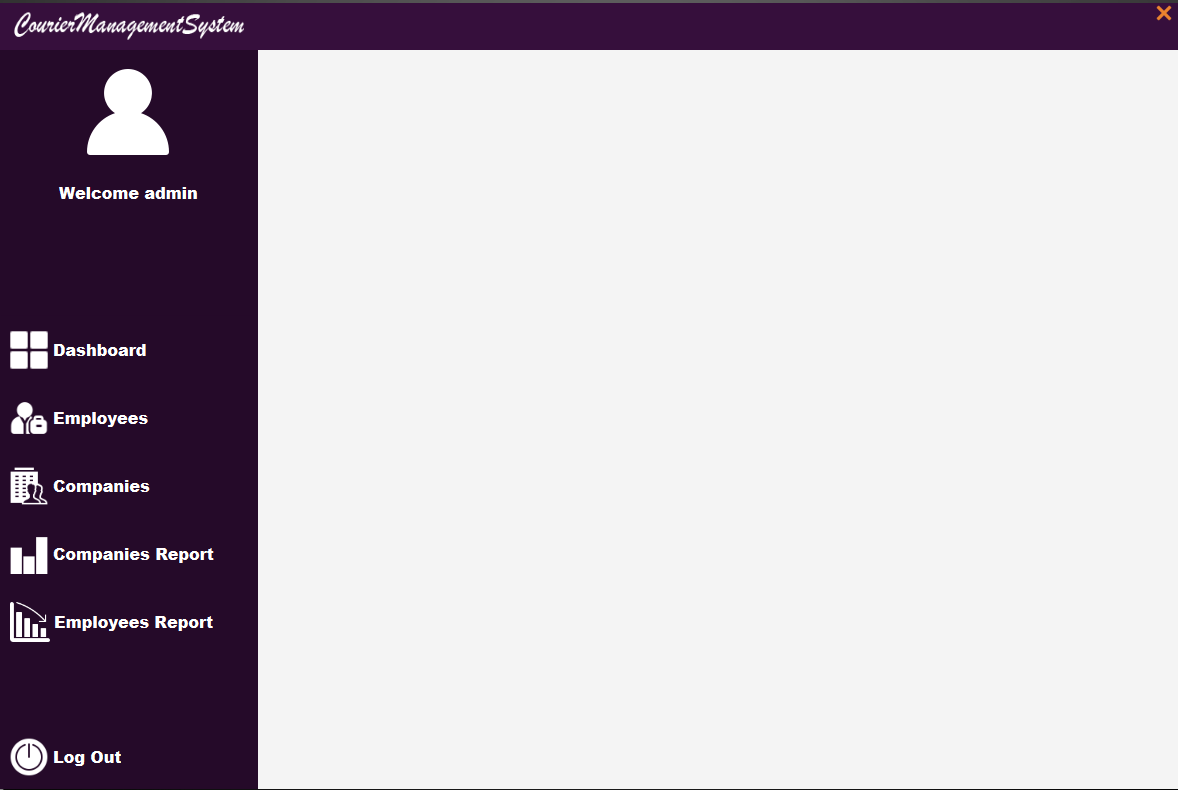 CourierManagementSystem
Welcome admin
Dashboard
Employees
Companies
Companies Report
Employees Report
Log Out